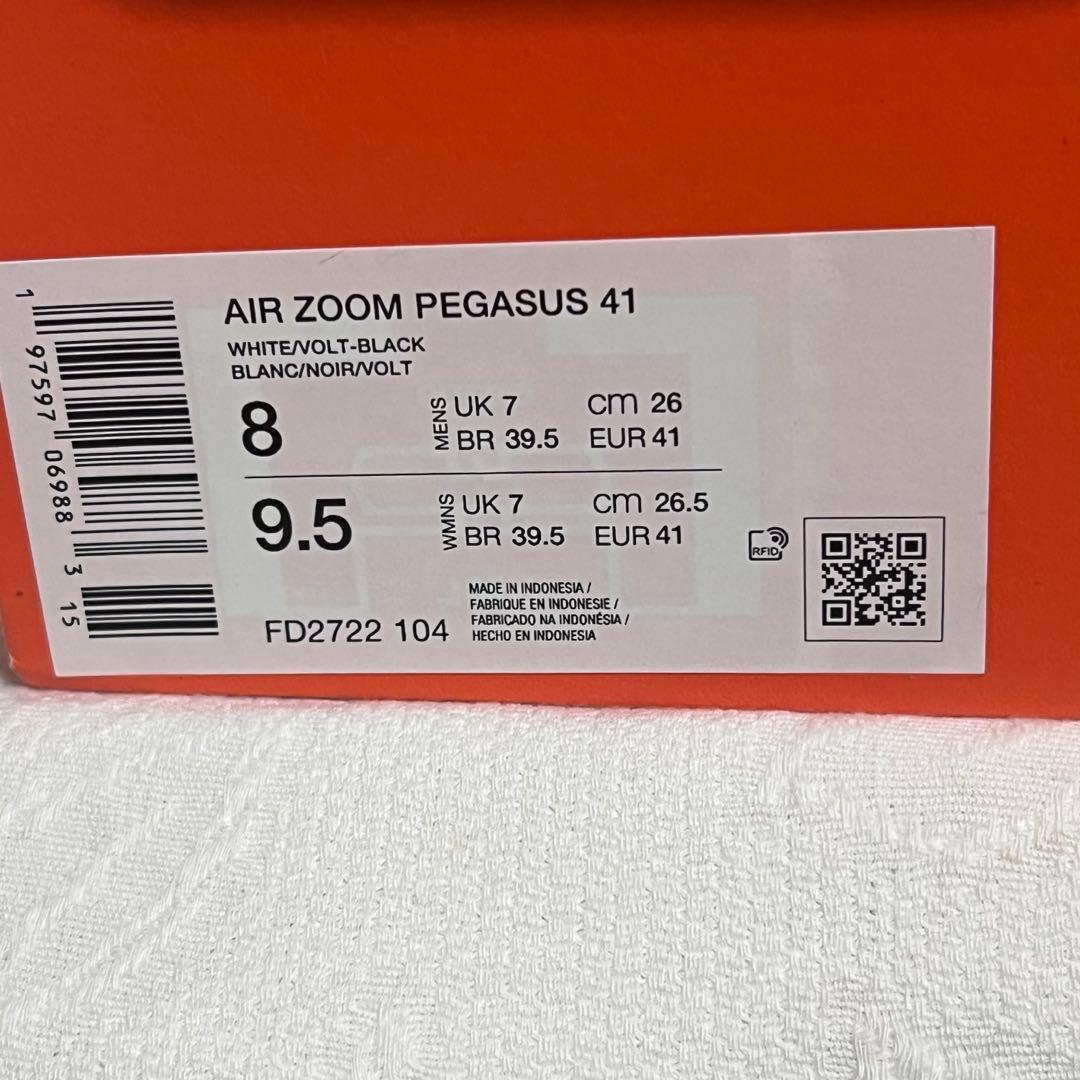 AIR ZOOM PEGASUS 41
WHITE/VOLT-BLACK
BLANC/NOIR/VOLT
8 MENS UK 7 cm 26
BR 39.5 EUR 41
9.5 WMNS UK 7 cm 26.5
BR 39.5 EUR 41
FD2722 104
MADE IN INDONESIA /
FABRIQUE EN INDONESIE /
FABRICADO NA INDONÉSIA /
HECHO EN INDONESIA
RFID
1 97597 06988 3 15